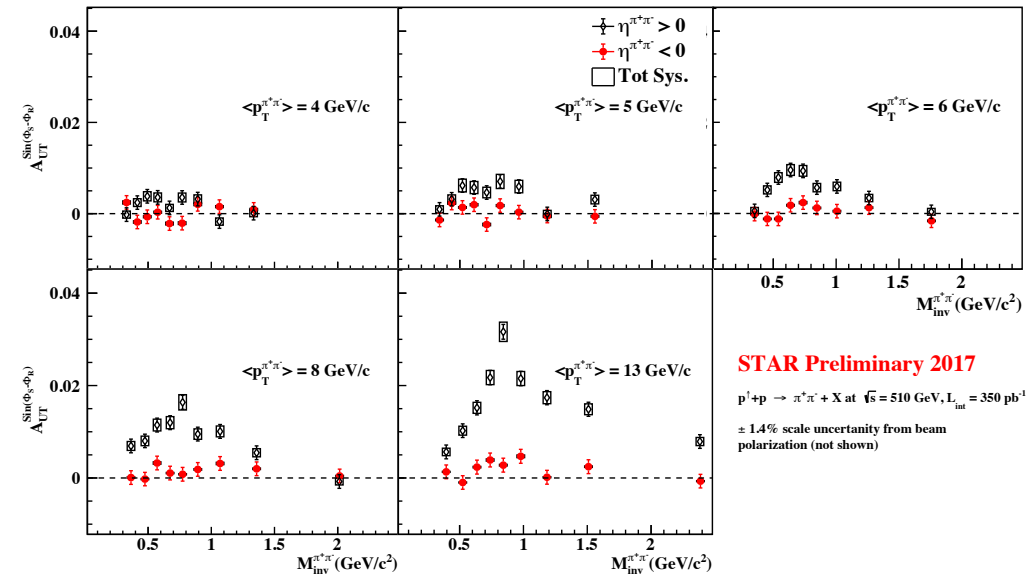 0.04
0.02
0
A_UT^Sin(Φ_S-Φ_R)
<p_T^π⁺π⁻> = 4 GeV/c
η^π⁺π⁻ > 0
η^π⁺π⁻ < 0
Tot Sys.
<p_T^π⁺π⁻> = 5 GeV/c
<p_T^π⁺π⁻> = 6 GeV/c
0.5 1 1.5 2
M_inv^π⁺π⁻(GeV/c²)
0.04
0.02
0
A_UT^Sin(Φ_S-Φ_R)
<p_T^π⁺π⁻> = 8 GeV/c
<p_T^π⁺π⁻> = 13 GeV/c
0.5 1 1.5 2
M_inv^π⁺π⁻(GeV/c²)
0.5 1 1.5 2
M_inv^π⁺π⁻(GeV/c²)
STAR Preliminary 2017
p^↑+p → π⁺π⁻ + X at √s = 510 GeV, L_int = 350 pb⁻¹
± 1.4% scale uncertanity from beam
polarization (not shown)